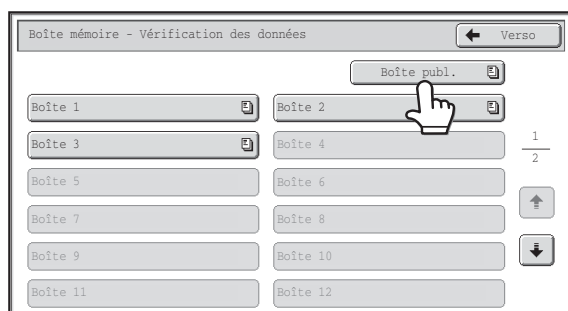 Boîte mémoire - Vérification des données
Verso
Boîte publ.
Boîte 1
Boîte 2
Boîte 3
Boîte 4
1
2
Boîte 5
Boîte 6
Boîte 7
Boîte 8
Boîte 9
Boîte 10
Boîte 11
Boîte 12